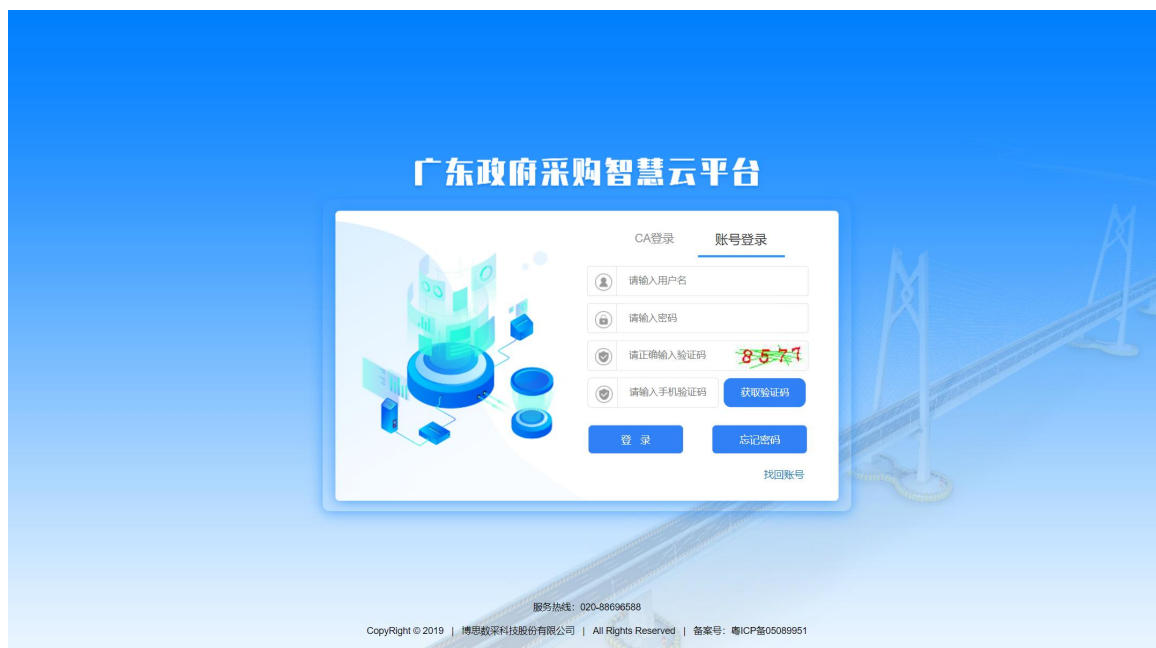 广东政府采购智慧云平台
CA登录 账号登录
请输入用户名
请输入密码
请正确输入验证码 8577
请输入手机验证码 获取验证码
登 录 忘记密码
找回账号
服务热线：020-88696588
CopyRight © 2019 | 博思数采科技股份有限公司 | All Rights Reserved | 备案号：粤ICP备05089951